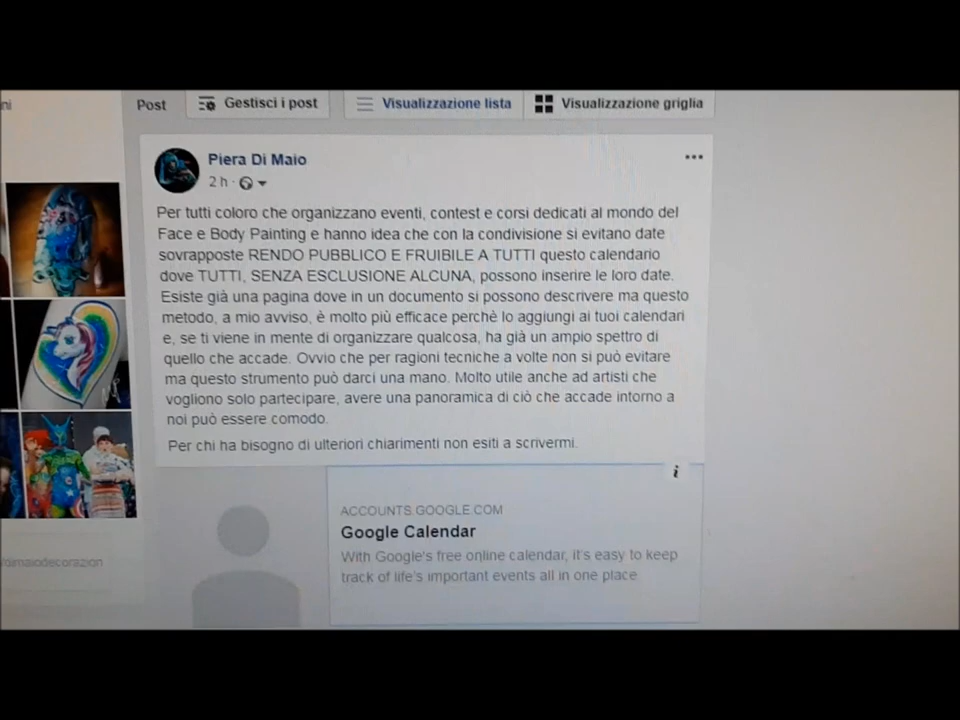 ni
Post
Gestisci i post
Visualizzazione lista
Visualizzazione griglia
Piera Di Maio
2 h ·
Per tutti coloro che organizzano eventi, contest e corsi dedicati al mondo del
Face e Body Painting e hanno idea che con la condivisione si evitano date
sovrapposte RENDO PUBBLICO E FRUIBILE A TUTTI questo calendario
dove TUTTI, SENZA ESCLUSIONE ALCUNA, possono inserire le loro date.
Esiste già una pagina dove in un documento si possono descrivere ma questo
metodo, a mio avviso, è molto più efficace perchè lo aggiungi ai tuoi calendari
e, se ti viene in mente di organizzare qualcosa, ha già un ampio spettro di
quello che accade. Ovvio che per ragioni tecniche a volte non si può evitare
ma questo strumento può darci una mano. Molto utile anche ad artisti che
vogliono solo partecipare, avere una panoramica di ciò che accade intorno a
noi può essere comodo.
Per chi ha bisogno di ulteriori chiarimenti non esiti a scrivermi.
i
ACCOUNTS.GOOGLE.COM
Google Calendar
With Google's free online calendar, it's easy to keep
track of life's important events all in one place